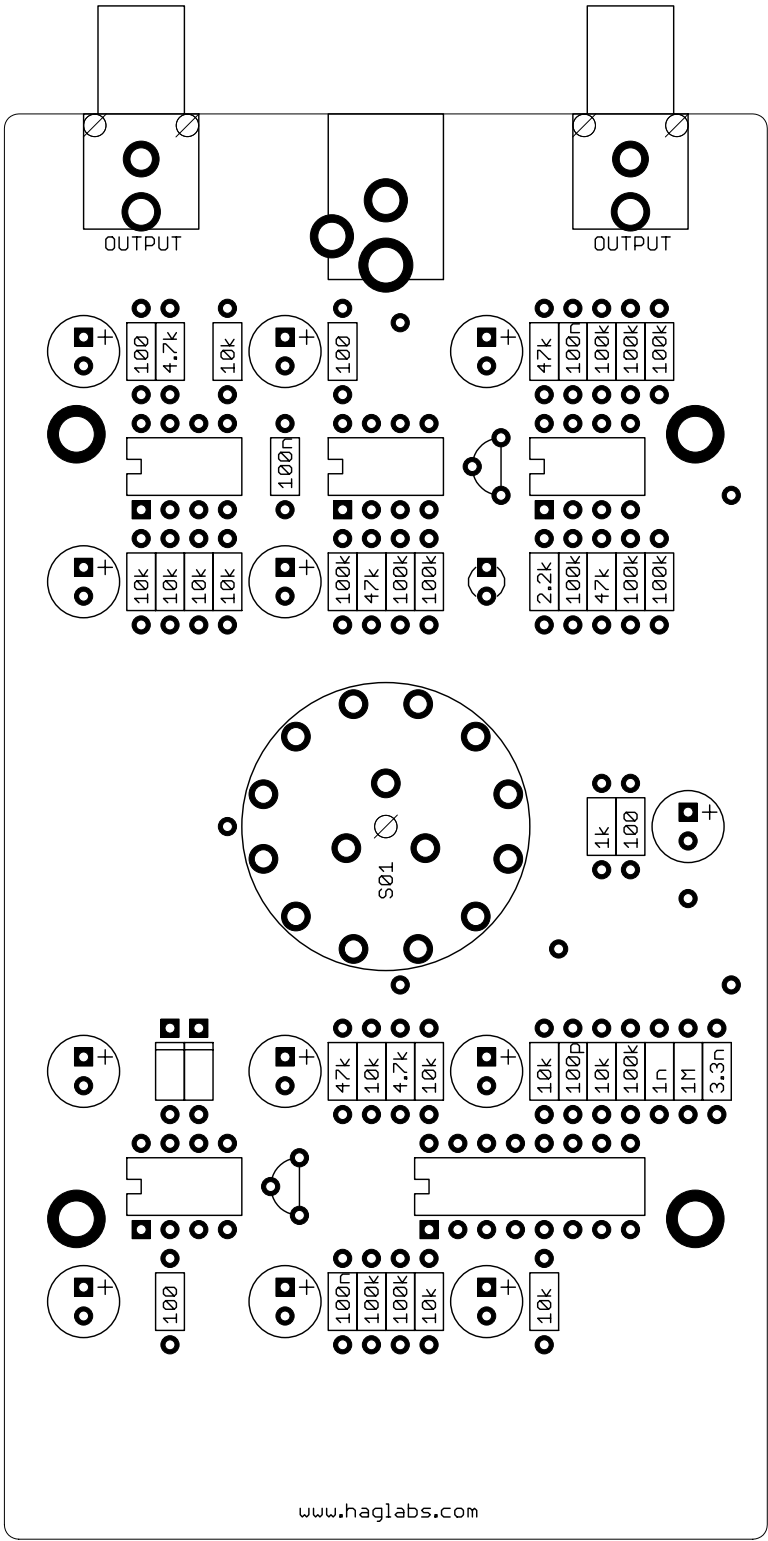 OUTPUT OUTPUT
+ 100 4.7k 10k + 100 + 47k 100n 100k 100k 100k
100n
+ 10k 10k 10k 10k + 100k 47k 100k 100k 2.2k 100k 47k 100k 100k
1k 100 +
S01
+ + 47k 10k 4.7k 10k + 10k 100p 10k 100k 1n 1M 3.3n
+ 100 + 100n 100k 100k 10k + 10k
www.haglabs.com